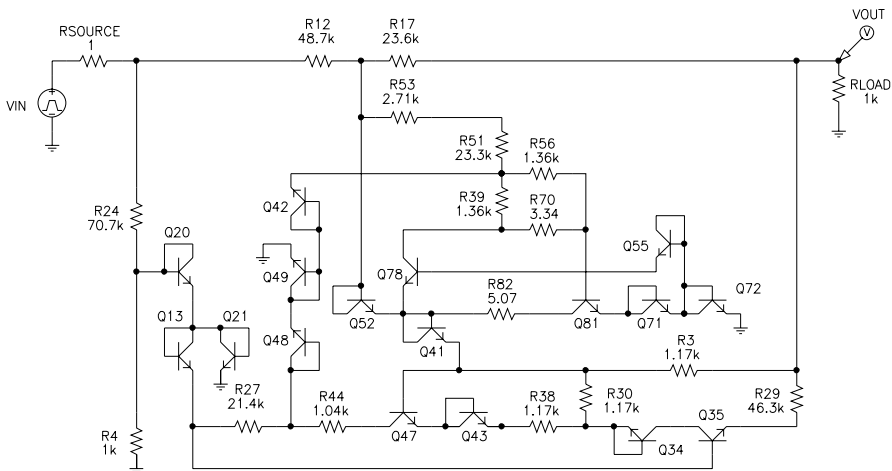 VOUT
V
RSOURCE
1
R12
48.7k
R17
23.6k
VIN
RLOAD
1k
R53
2.71k
R51
23.3k
R56
1.36k
R24
70.7k
Q42
R39
1.36k
R70
3.34
Q20
Q55
Q49
Q78
R82
5.07
Q72
Q13
Q21
Q48
Q52
Q41
Q81
Q71
R3
1.17k
R27
21.4k
R44
1.04k
R38
1.17k
R30
1.17k
Q35
R29
46.3k
R4
1k
Q47
Q43
Q34